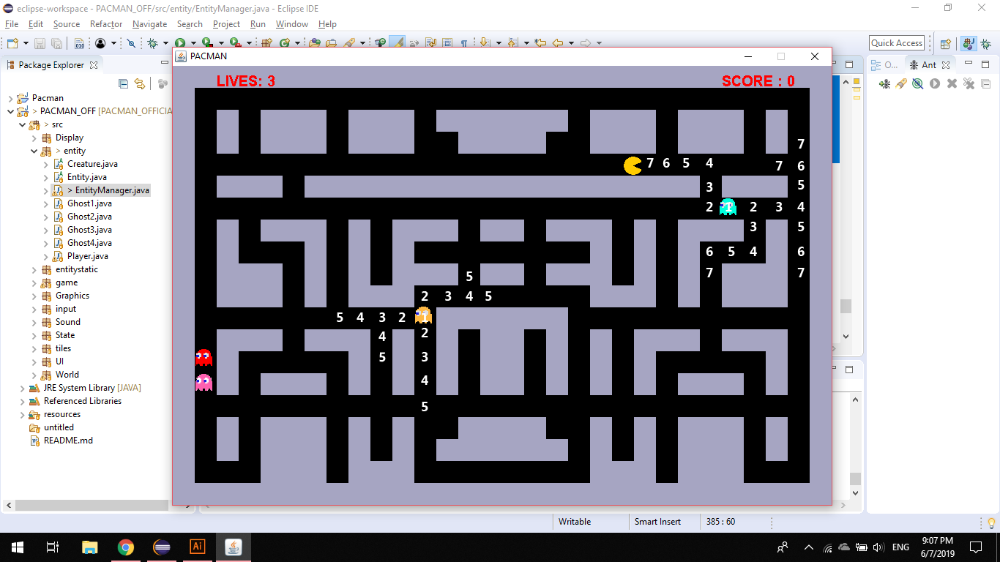 eclipse-workspace - PACMAN_OFF/src/entity/EntityManager.java - Eclipse IDE
File Edit Source Refactor Navigate Search Project Run Window Help
Quick Access
Package Explorer
PACMAN
O...
Ant
LIVES: 3
SCORE : 0
Pacman
> PACMAN_OFF [PACMAN_OFFICIA
> src
Display
> entity
Creature.java
Entity.java
> EntityManager.java
Ghost1.java
Ghost2.java
Ghost3.java
Ghost4.java
Player.java
entitystatic
game
Graphics
input
Sound
State
tiles
UI
World
JRE System Library [JAVA]
Referenced Libraries
resources
untitled
README.md
7
7 6 5 4 7 6
3 5
2 1 2 3 4
3 5
6 5 4 6
7 7
5
2 3 4 5
5 4 3 2 1
4 2
5 3
4
5
Writable
Smart Insert
385 : 60
Ai
ENG
9:07 PM
6/7/2019